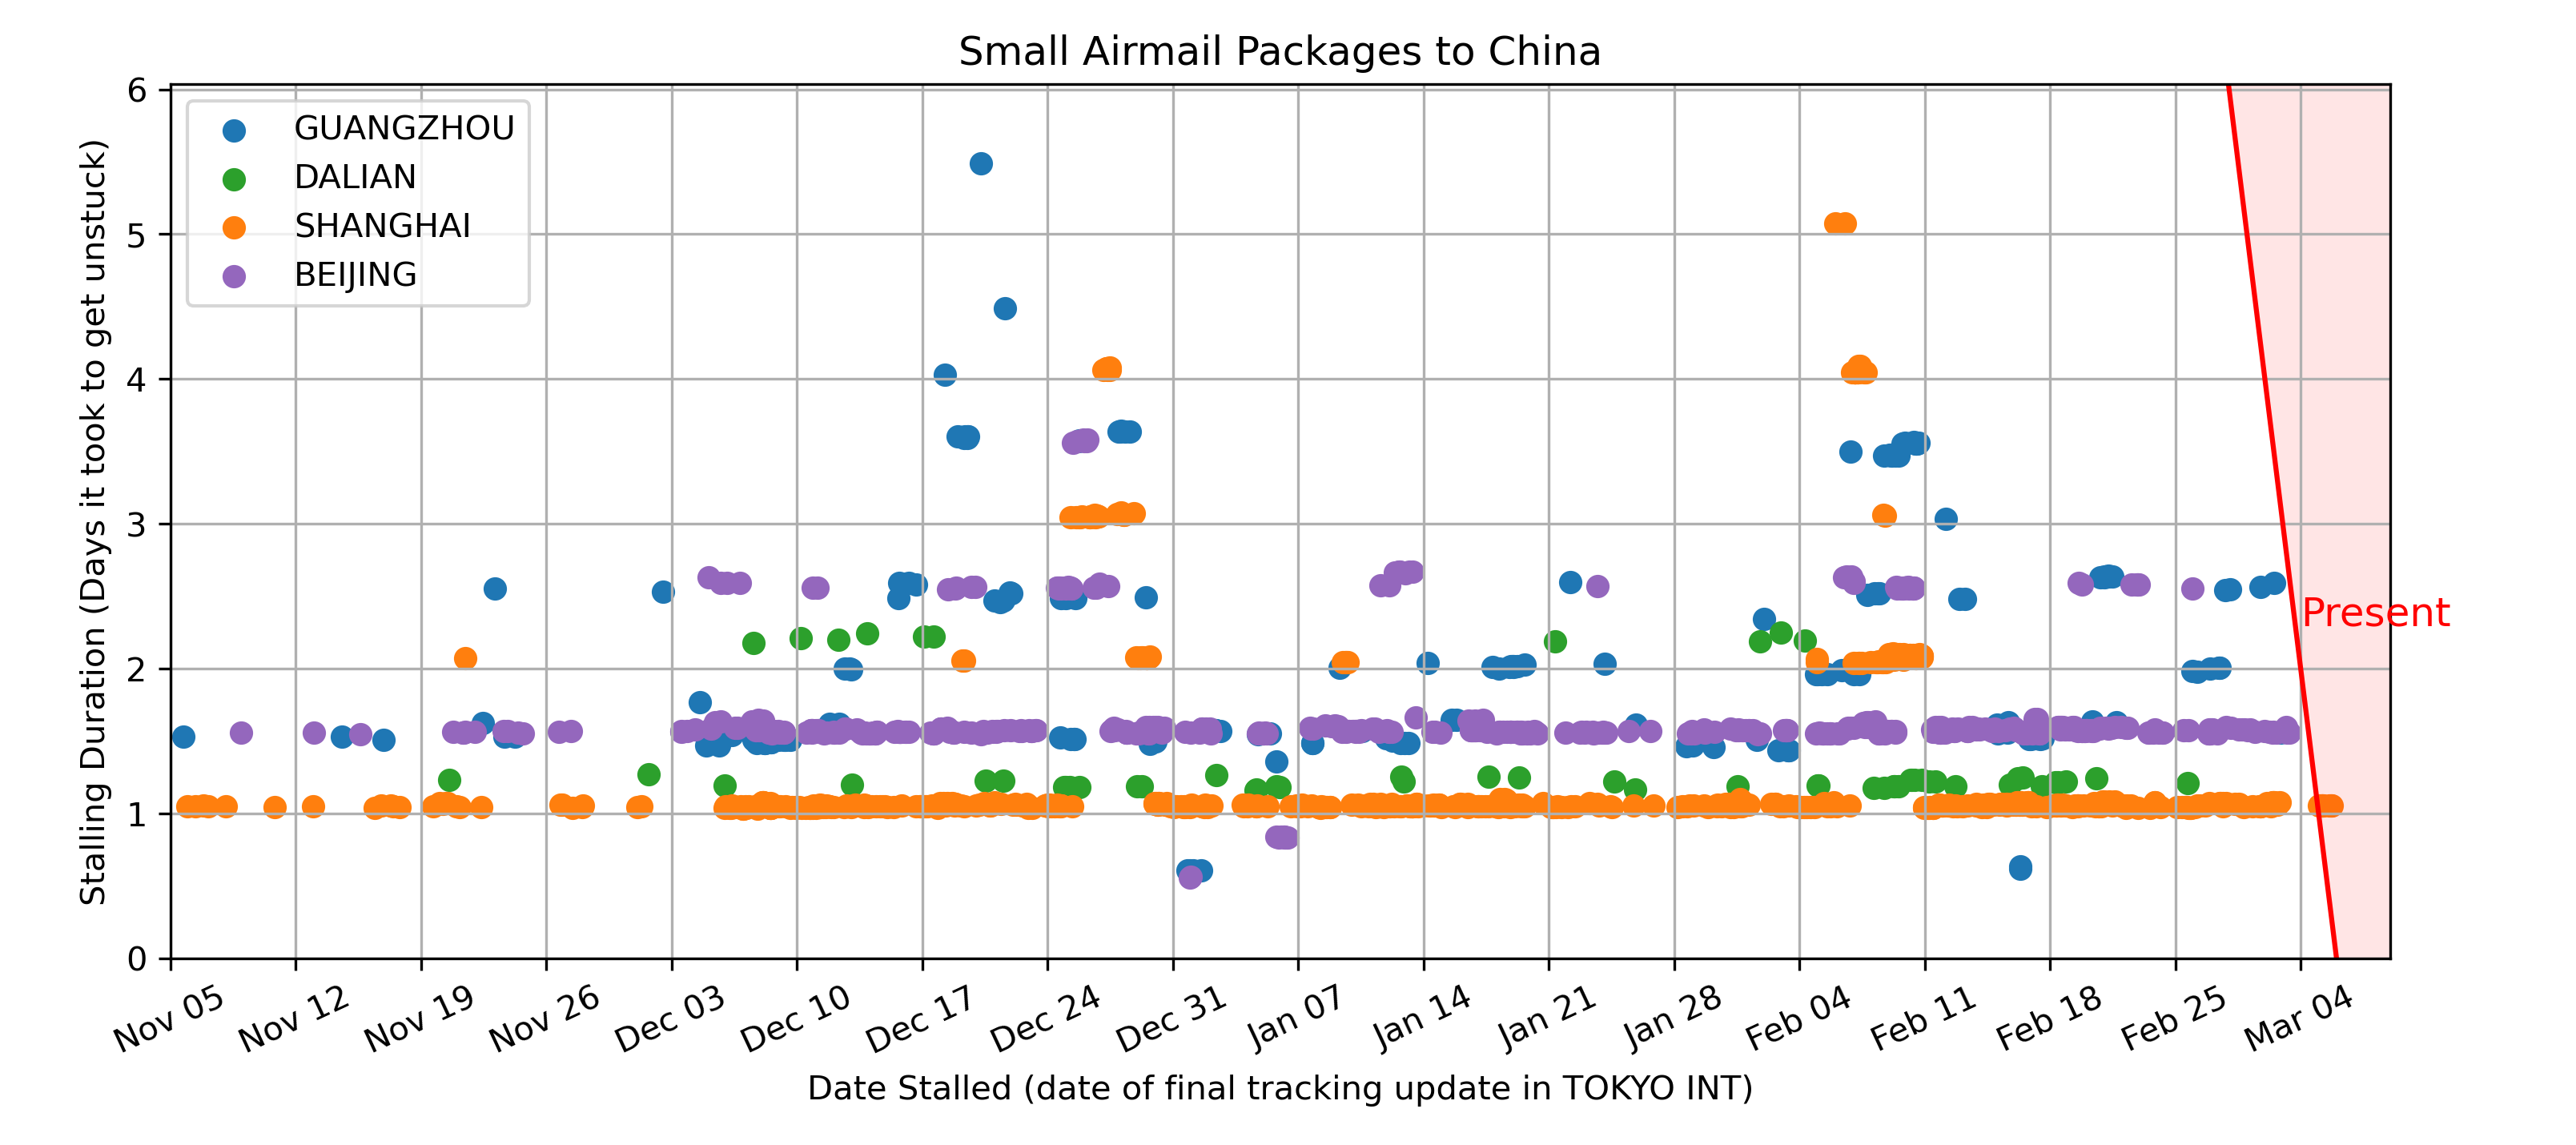 Small Airmail Packages to China
Stalling Duration (Days it took to get unstuck)
6
5
4
3
2
1
0
GUANGZHOU
DALIAN
SHANGHAI
BEIJING
Present
Nov 05
Nov 12
Nov 19
Nov 26
Dec 03
Dec 10
Dec 17
Dec 24
Dec 31
Jan 07
Jan 14
Jan 21
Jan 28
Feb 04
Feb 11
Feb 18
Feb 25
Mar 04
Date Stalled (date of final tracking update in TOKYO INT)